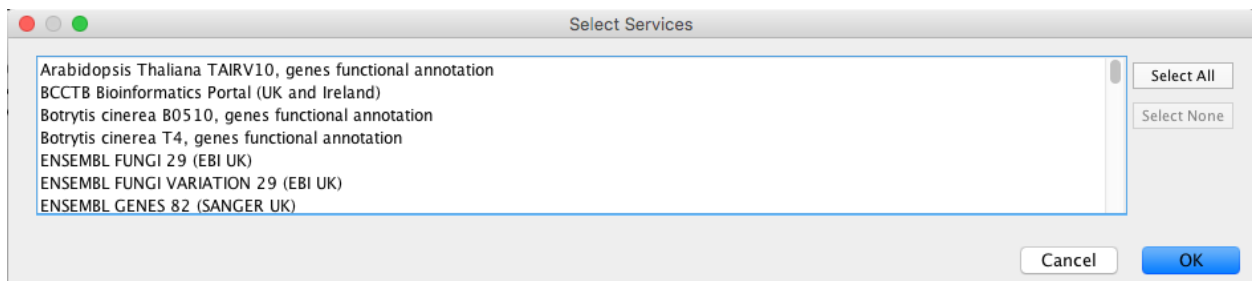 Select Services
Arabidopsis Thaliana TAIRV10, genes functional annotation
BCCTB Bioinformatics Portal (UK and Ireland)
Botrytis cinerea B0510, genes functional annotation
Botrytis cinerea T4, genes functional annotation
ENSEMBL FUNGI 29 (EBI UK)
ENSEMBL FUNGI VARIATION 29 (EBI UK)
ENSEMBL GENES 82 (SANGER UK)
Select All
Select None
Cancel
OK